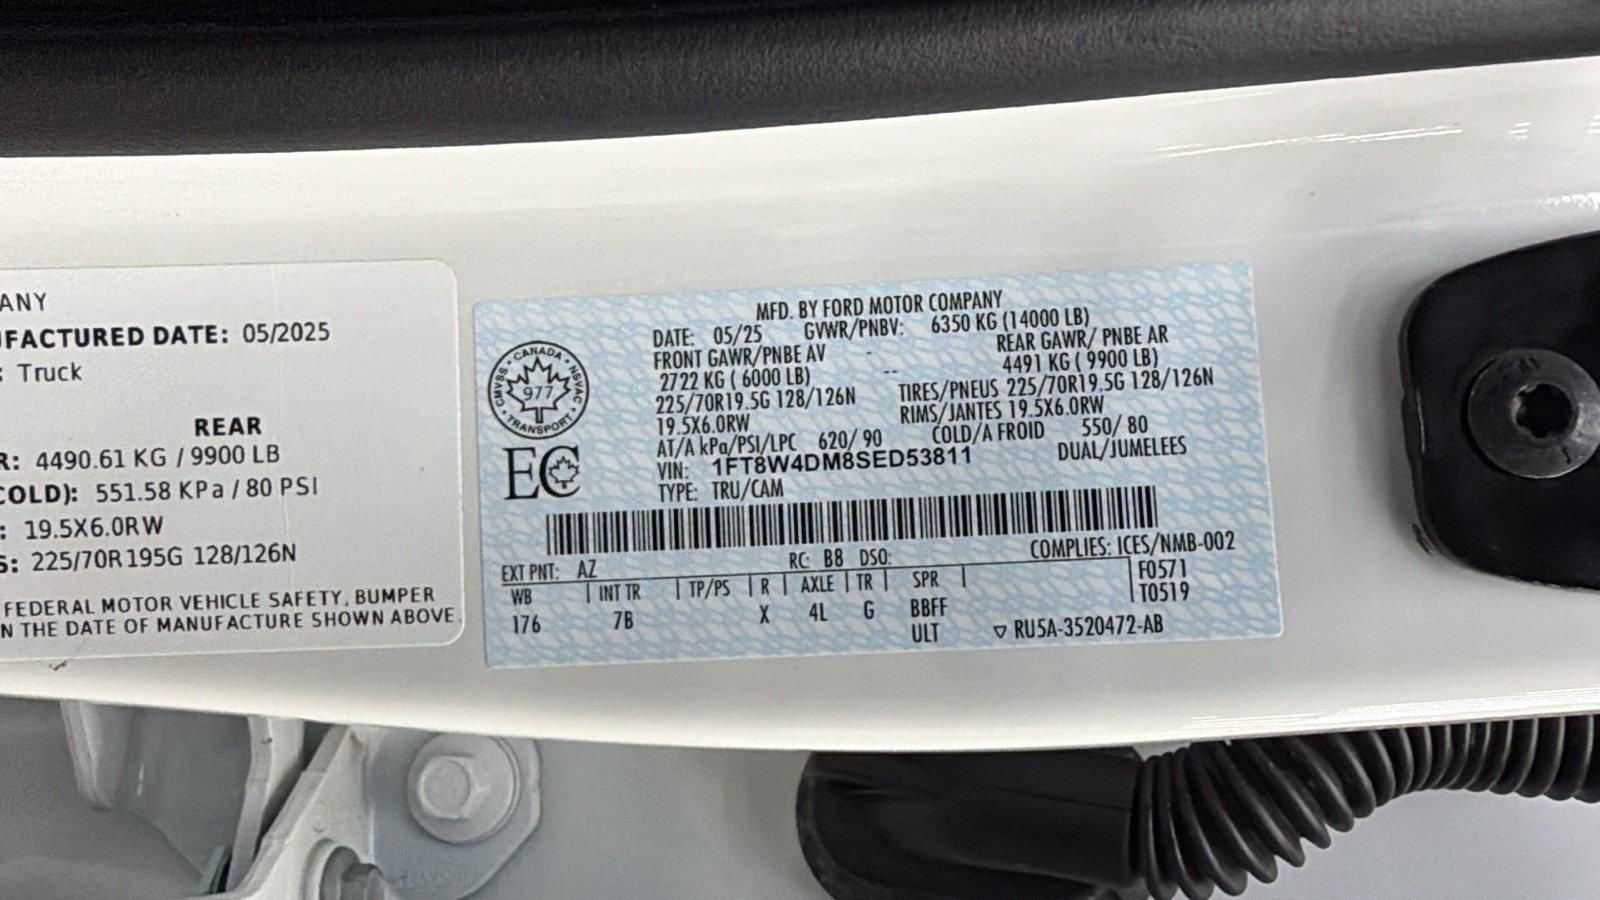 ANY
FACTURED DATE: 05/2025
: Truck
REAR
R: 4490.61 KG / 9900 LB
COLD): 551.58 KPa / 80 PSI
: 19.5X6.0RW
S: 225/70R195G 128/126N
FEDERAL MOTOR VEHICLE SAFETY, BUMPER
N THE DATE OF MANUFACTURE SHOWN ABOVE.
MFD. BY FORD MOTOR COMPANY
DATE: 05/25 GVWR/PNBV: 6350 KG (14000 LB)
FRONT GAWR/PNBE AV - REAR GAWR/ PNBE AR
2722 KG ( 6000 LB) -- 4491 KG ( 9900 LB)
225/70R19.5G 128/126N TIRES/PNEUS 225/70R19.5G 128/126N
19.5X6.0RW RIMS/JANTES 19.5X6.0RW
AT/A kPa/PSI/LPC 620/ 90 COLD/A FROID 550/ 80
VIN: 1FT8W4DM8SED53811 DUAL/JUMELEES
TYPE: TRU/CAM
CANADA
CMVSS NSVAC
977
TRANSPORT
EC
COMPLIES: ICES/NMB-002
EXT PNT: AZ RC: B8 DSO:
WB | INT TR | TP/PS | R | AXLE | TR | SPR | F0571
176 7B X 4L G BBFF T0519
ULT ▽ RU5A-3520472-AB